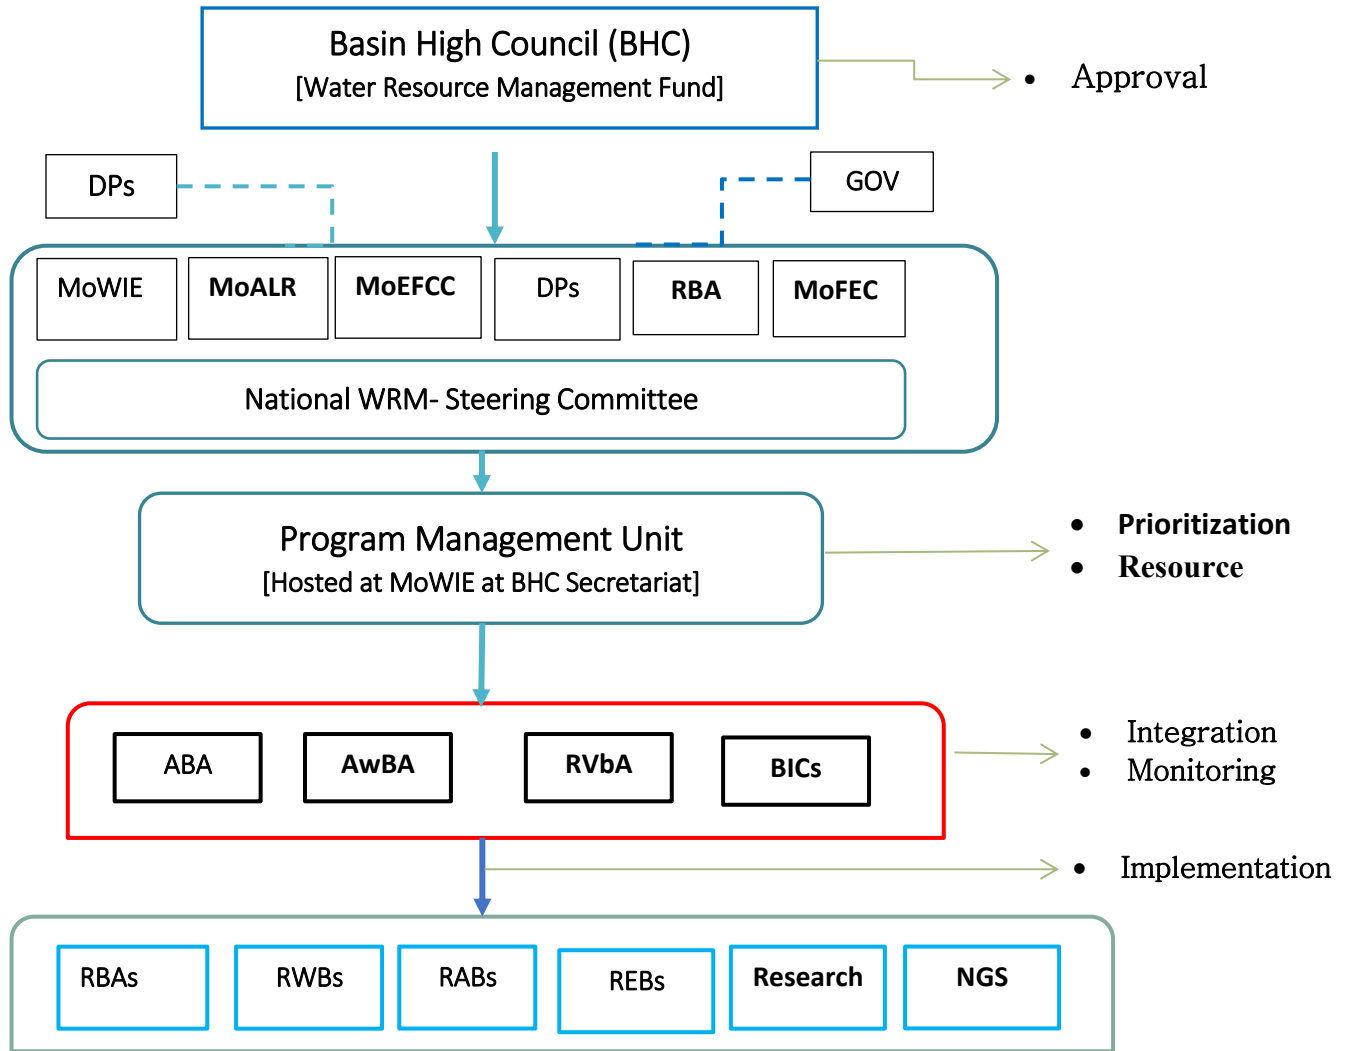 Basin High Council (BHC)
[Water Resource Management Fund]
• Approval
DPs
GOV
MoWIE
MoALR
MoEFCC
DPs
RBA
MoFEC
National WRM- Steering Committee
Program Management Unit
[Hosted at MoWIE at BHC Secretariat]
• Prioritization
• Resource
ABA
AwBA
RVbA
BICs
• Integration
• Monitoring
• Implementation
RBAs
RWBs
RABs
REBs
Research
NGS